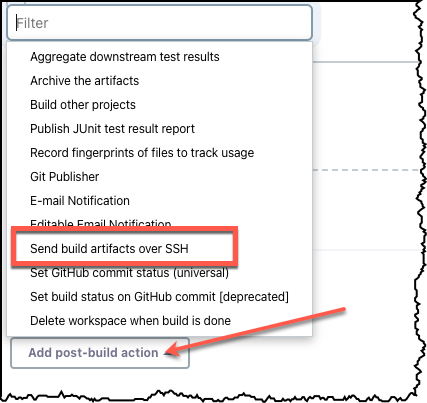 Filter
Aggregate downstream test results
Archive the artifacts
Build other projects
Publish JUnit test result report
Record fingerprints of files to track usage
Git Publisher
E-mail Notification
Editable Email Notification
Send build artifacts over SSH
Set GitHub commit status (universal)
Set build status on GitHub commit [deprecated]
Delete workspace when build is done
Add post-build action